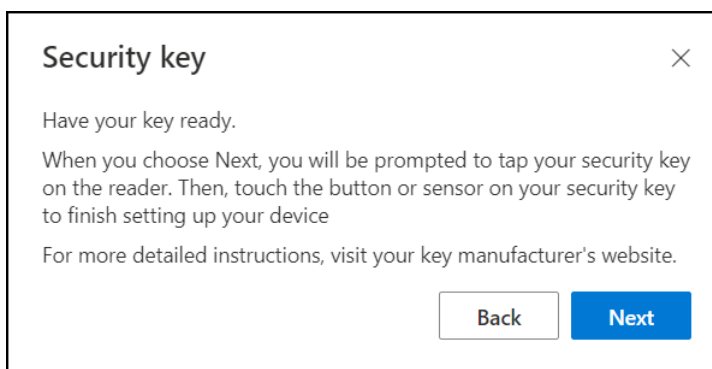 Security key
Have your key ready.
When you choose Next, you will be prompted to tap your security key
on the reader. Then, touch the button or sensor on your security key
to finish setting up your device
For more detailed instructions, visit your key manufacturer's website.
Back
Next